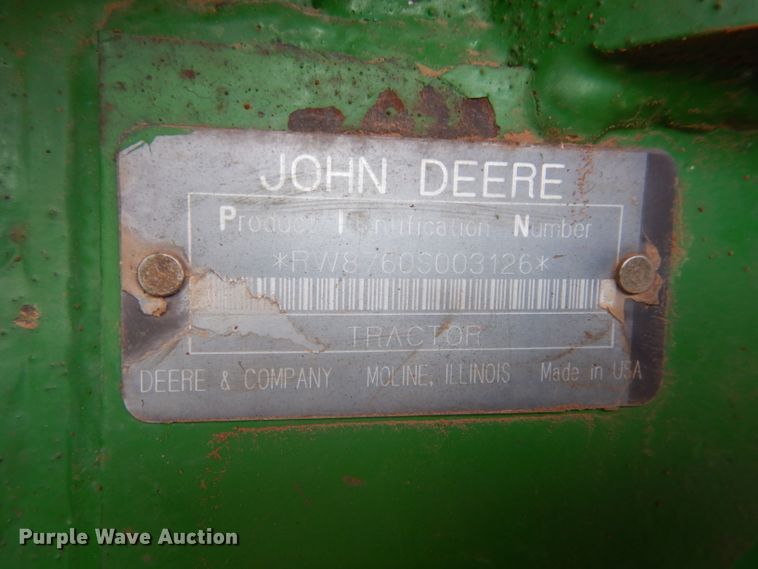 JOHN DEERE
Product Identification Number
*RW8760S003126*
TRACTOR
DEERE & COMPANY MOLINE, ILLINOIS Made in USA
Purple Wave Auction